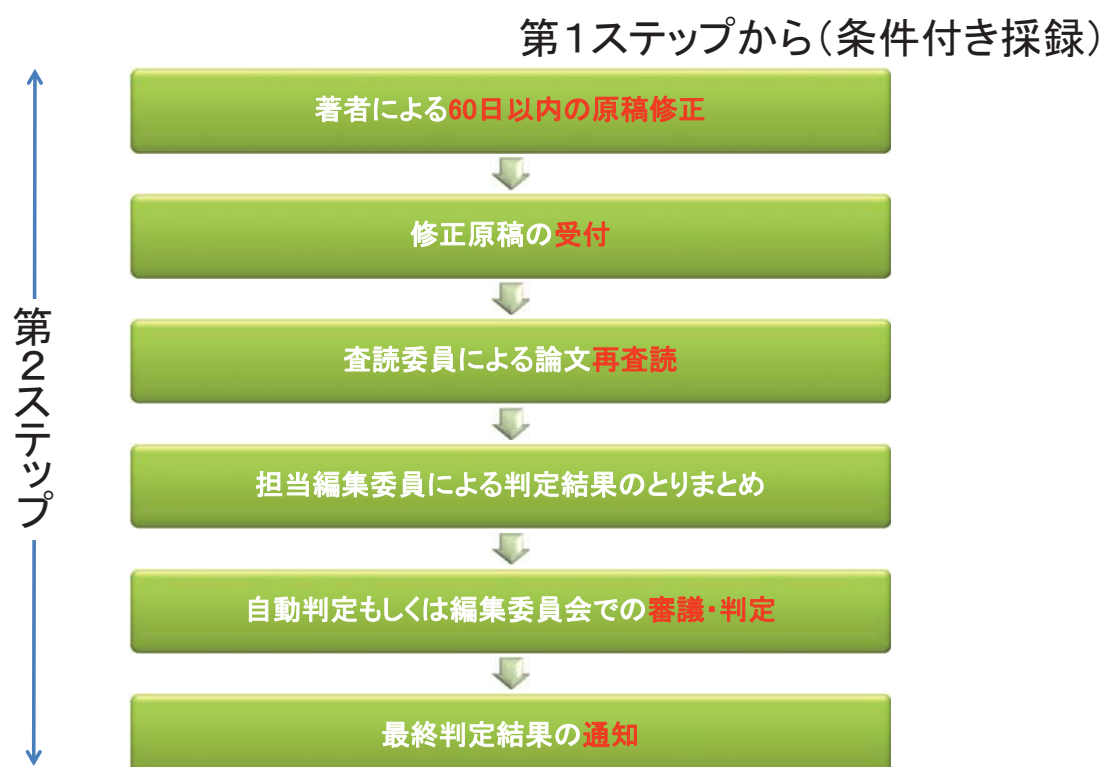 第１ステップから（条件付き採録）
著者による60日以内の原稿修正
修正原稿の受付
査読委員による論文再査読
担当編集委員による判定結果のとりまとめ
自動判定もしくは編集委員会での審議・判定
最終判定結果の通知
第２ステップ